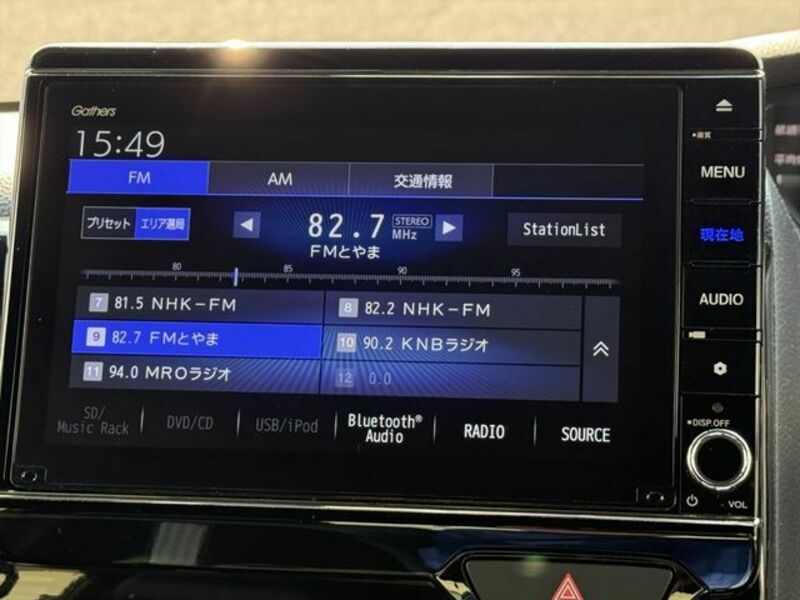 Gathers
15:49
FM AM 交通情報
プリセット エリア選局 82.7 STEREO MHz StationList
FMとやま
80 85 90 95
7 81.5 NHK-FM 8 82.2 NHK-FM
9 82.7 FMとやま 10 90.2 KNBラジオ
11 94.0 MROラジオ 12 0.0
SD/ Music Rack DVD/CD USB/iPod Bluetooth® Audio RADIO SOURCE
画質
MENU
現在地
AUDIO
DISP.OFF
VOL